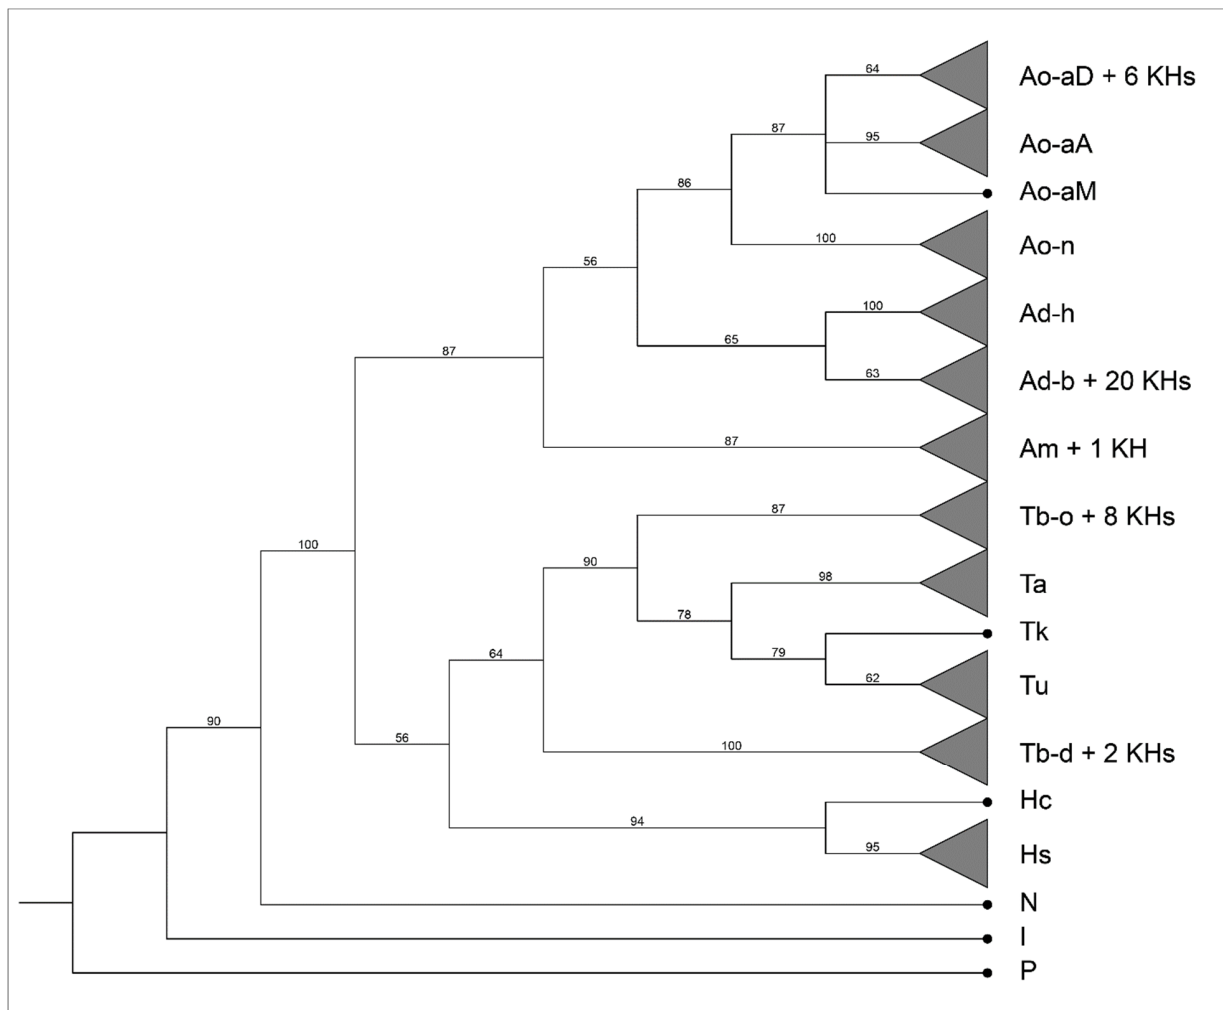 64
Ao-aD + 6 KHs
87
95
Ao-aA
86
Ao-aM
100
Ao-n
56
100
Ad-h
65
87
63
Ad-b + 20 KHs
87
Am + 1 KH
87
Tb-o + 8 KHs
100
90
98
Ta
78
Tk
79
64
62
Tu
90
56
100
Tb-d + 2 KHs
Hc
94
95
Hs
N
I
P